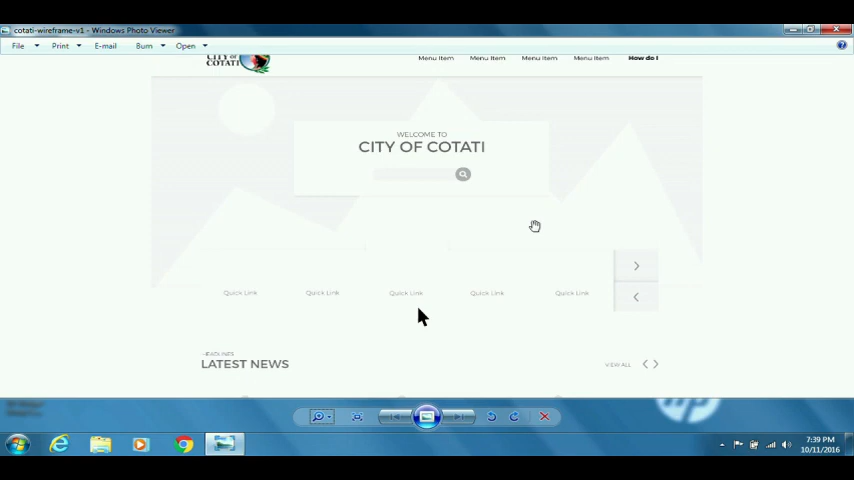 cotati-wireframe-v1 - Windows Photo Viewer
File Print E-mail Burn Open
CITY OF
COTATI
Menu Item Menu Item Menu Item Menu Item How do I
WELCOME TO
CITY OF COTATI
Quick Link Quick Link Quick Link Quick Link Quick Link
HEADLINES
LATEST NEWS
VIEW ALL
hp
7:39 PM
10/11/2016